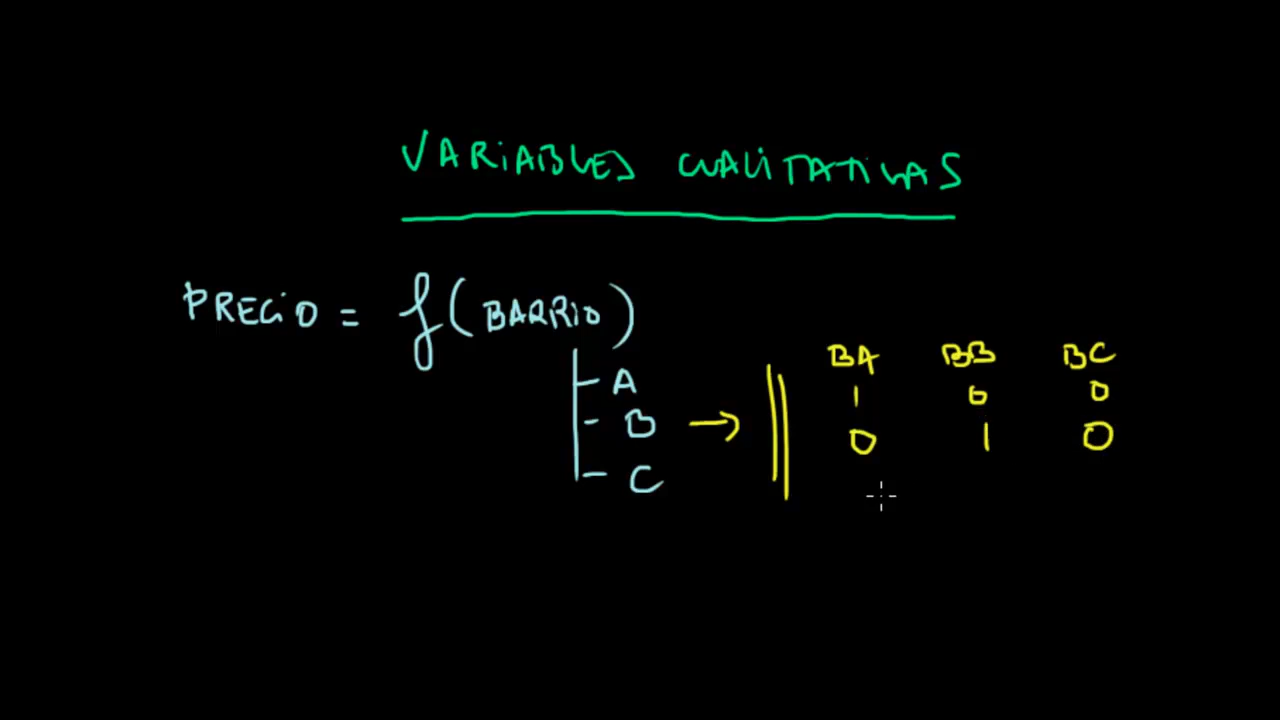 VARIABLES CUALITATIVAS
PRECIO = f(BARRIO)
BA BB BC
A 1 0 0
B → 0 1 0
C